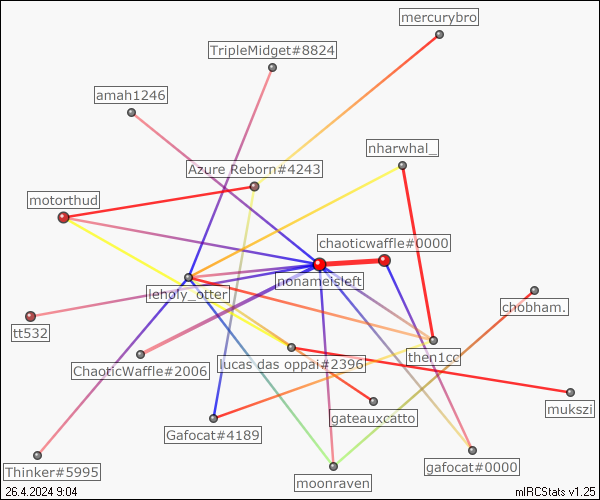 mercurybro
TripleMidget#8824
amah1246
nharwhal_
Azure Reborn#4243
motorthud
chaoticwaffle#0000
nonameisleft
leholy_otter
chobham.
tt532
then1cc
ChaoticWaffle#2006
lucas das oppai#2396
mukszi
gateauxcatto
Gafocat#4189
Thinker#5995
gafocat#0000
moonraven
26.4.2024 9:04
mIRCStats v1.25